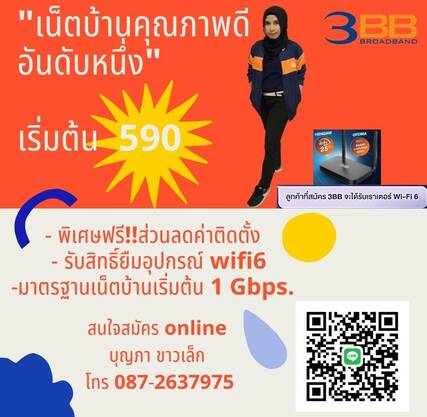 "เน็ตบ้านคุณภาพดี
อันดับหนึ่ง"
3BB
BROADBAND
เริ่มต้น 590
ลูกค้าที่สมัคร 3BB จะได้รับเราเตอร์ Wi-Fi 6
- พิเศษฟรี!!ส่วนลดค่าติดตั้ง
- รับสิทธิ์ยืมอุปกรณ์ wifi6
-มาตรฐานเน็ตบ้านเริ่มต้น 1 Gbps.
สนใจสมัคร online
บุญภา ขาวเล็ก
โทร 087-2637975
LINE